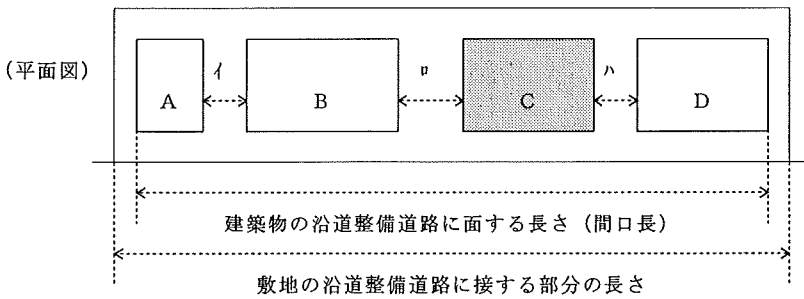 (平面図)
イ
ロ
ハ
A
B
C
D
建築物の沿道整備道路に面する長さ(間口長)
敷地の沿道整備道路に接する部分の長さ